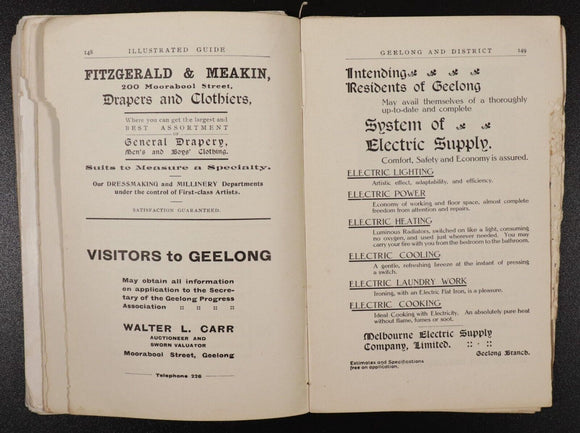 148 ILLUSTRATED GUIDE
FITZGERALD & MEAKIN,
200 Moorabool Street,
Drapers and Clothiers,
Where you can get the largest and
BEST ASSORTMENT
OF
General Drapery,
Men's and Boys' Clothing.
Suits to Measure a Specialty.
Our DRESSMAKING and MILLINERY Departments
under the control of First-class Artists.
SATISFACTION GUARANTEED.
VISITORS to GEELONG
May obtain all information
on application to the Secre-
tary of the Geelong Progress
Association :: :: :: ::
WALTER L. CARR
AUCTIONEER AND
SWORN VALUATOR
Moorabool Street, Geelong
Telephone 226
GEELONG AND DISTRICT 149
Intending
Residents of Geelong
May avail themselves of a thoroughly
up-to-date and complete
System of
Electric Supply.
Comfort, Safety and Economy is assured.
ELECTRIC LIGHTING
Artistic effect, adaptability, and efficiency.
ELECTRIC POWER
Economy of working and floor space, almost complete
freedom from attention and repairs.
ELECTRIC HEATING
Luminous Radiators, switched on like a light, consuming
no oxygen, and used just wherever needed. You may
carry your fire with you from the bedroom to the bathroom.
ELECTRIC COOLING
A gentle, refreshing breeze at the instant of pressing
a switch.
ELECTRIC LAUNDRY WORK
Ironing, with an Electric Flat Iron, is a pleasure.
ELECTRIC COOKING
Ideal Cooking with Electricity. An absolutely pure heat
without flame, fumes or soot.
Melbourne Electric Supply
Company, Limited. :: · ::
Geelong Branch.
Estimates and Specifications
free on application.